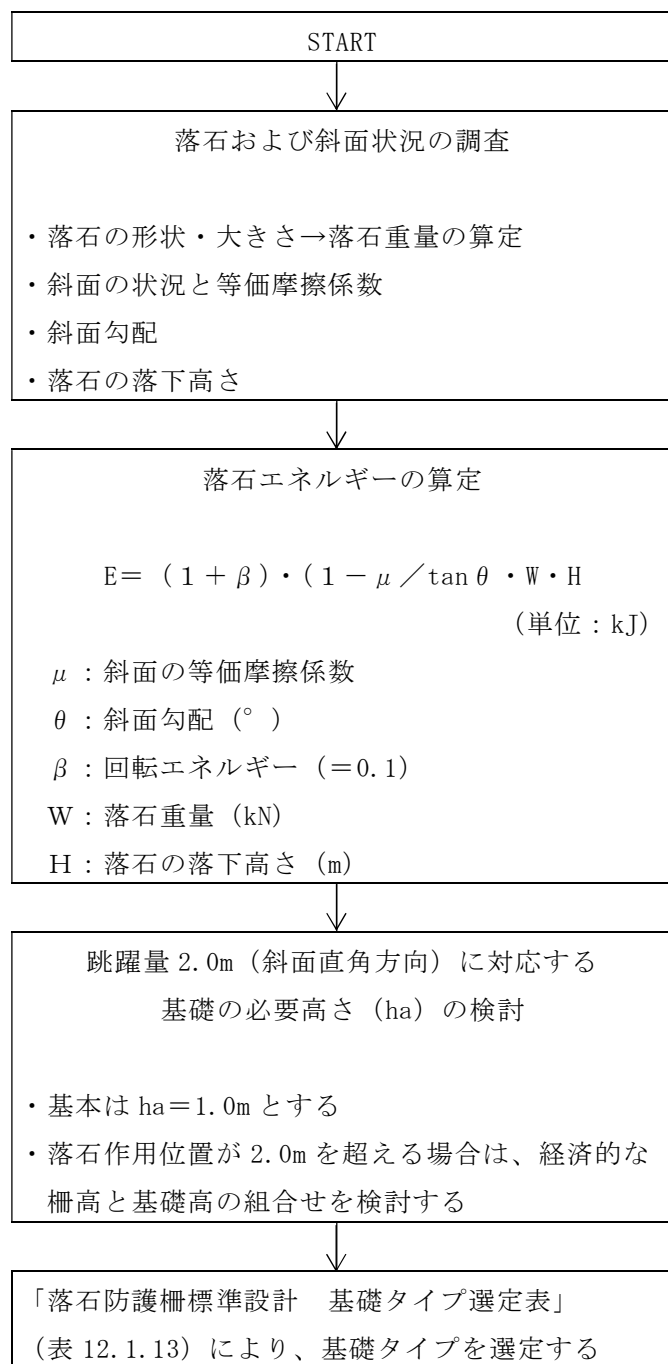 START
落石および斜面状況の調査
・落石の形状・大きさ→落石重量の算定
・斜面の状況と等価摩擦係数
・斜面勾配
・落石の落下高さ
落石エネルギーの算定
E＝（１＋β）・（１－μ／tanθ・W・H
（単位：kJ）
μ：斜面の等価摩擦係数
θ：斜面勾配（°）
β：回転エネルギー（＝0.1）
W：落石重量（kN）
H：落石の落下高さ（m）
跳躍量 2.0m（斜面直角方向）に対応する
基礎の必要高さ（ha）の検討
・基本は ha＝1.0m とする
・落石作用位置が 2.0m を超える場合は、経済的な
柵高と基礎高の組合せを検討する
「落石防護柵標準設計　基礎タイプ選定表」
（表 12.1.13）により、基礎タイプを選定する